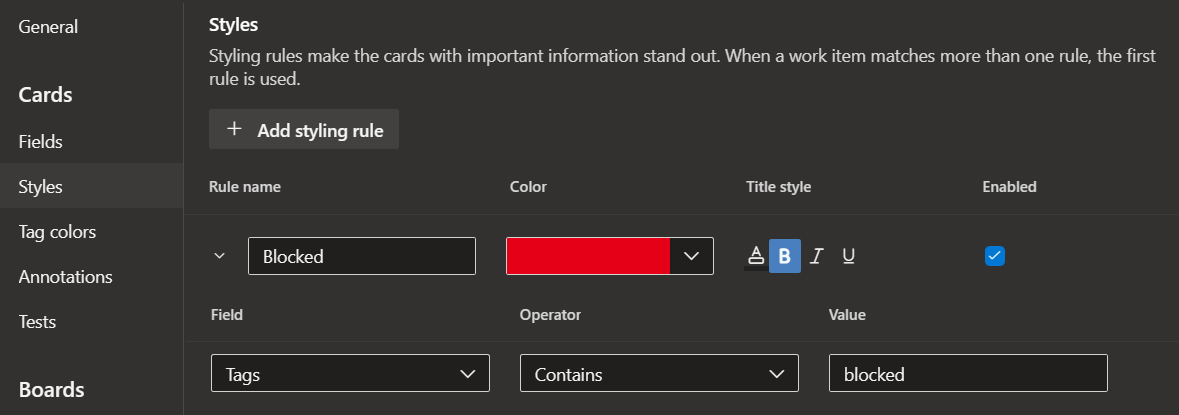 General
Cards
Fields
Styles
Tag colors
Annotations
Tests
Boards
Styles
Styling rules make the cards with important information stand out. When a work item matches more than one rule, the first
rule is used.
+ Add styling rule
Rule name Color Title style Enabled
Blocked A B I U
Field Operator Value
Tags Contains blocked